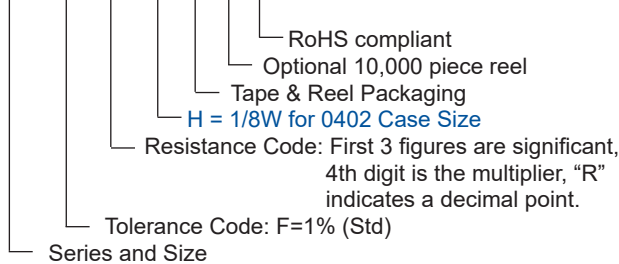 RoHS compliant
Optional 10,000 piece reel
Tape & Reel Packaging
H = 1/8W for 0402 Case Size
Resistance Code: First 3 figures are significant,
4th digit is the multiplier, “R”
indicates a decimal point.
Tolerance Code: F=1% (Std)
Series and Size